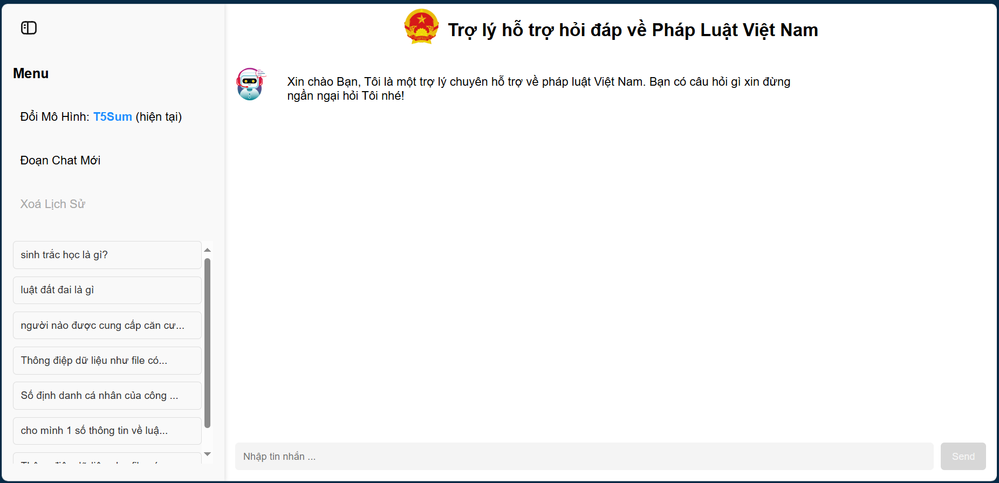 Trợ lý hỗ trợ hỏi đáp về Pháp Luật Việt Nam
Menu
Đổi Mô Hình: T5Sum (hiện tại)
Đoạn Chat Mới
Xoá Lịch Sử
sinh trắc học là gì?
luật đất đai là gì
người nào được cung cấp căn cư...
Thông điệp dữ liệu như file có...
Số định danh cá nhân của công ...
cho mình 1 số thông tin về luậ...
Xin chào Bạn, Tôi là một trợ lý chuyên hỗ trợ về pháp luật Việt Nam. Bạn có câu hỏi gì xin đừng
ngần ngại hỏi Tôi nhé!
Nhập tin nhắn ...
Send